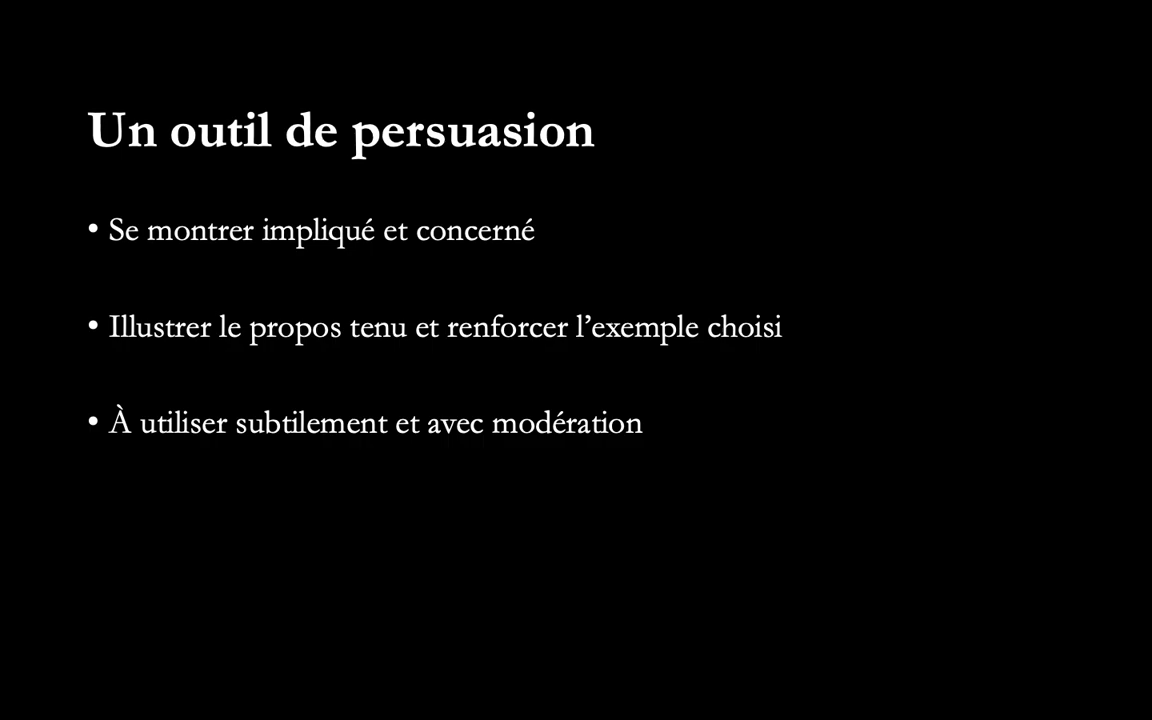 Un outil de persuasion
• Se montrer impliqué et concerné
• Illustrer le propos tenu et renforcer l’exemple choisi
• À utiliser subtilement et avec modération